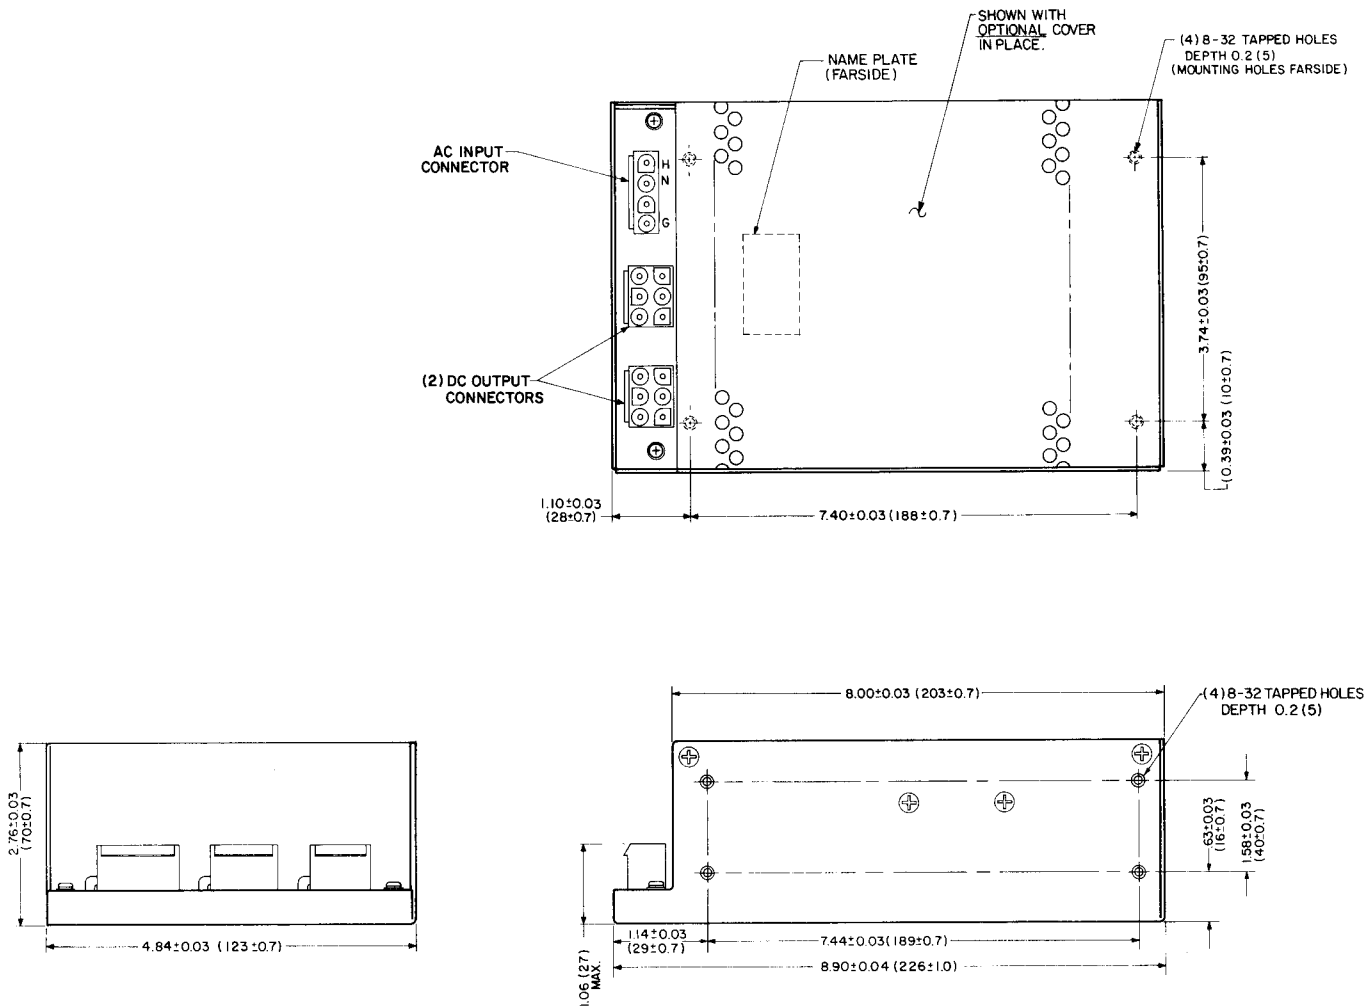 SHOWN WITH
OPTIONAL COVER
IN PLACE.
NAME PLATE
(FARSIDE)
(4) 8-32 TAPPED HOLES
DEPTH 0.2 (5)
(MOUNTING HOLES FARSIDE)
AC INPUT
CONNECTOR
H
N
G
(2) DC OUTPUT
CONNECTORS
3.74±0.03(95±0.7)
(0.39±0.03 (10±0.7)
1.10±0.03
(28±0.7)
7.40±0.03 (188±0.7)
2.76±0.03
(70±0.7)
4.84±0.03 (123±0.7)
8.00±0.03 (203±0.7)
(4) 8-32 TAPPED HOLES
DEPTH 0.2 (5)
.63±0.03
(16±0.7)
1.58±0.03
(40±0.7)
1.06 (27)
MAX.
1.14±0.03
(29±0.7)
7.44±0.03(189±0.7)
8.90±0.04 (226±1.0)